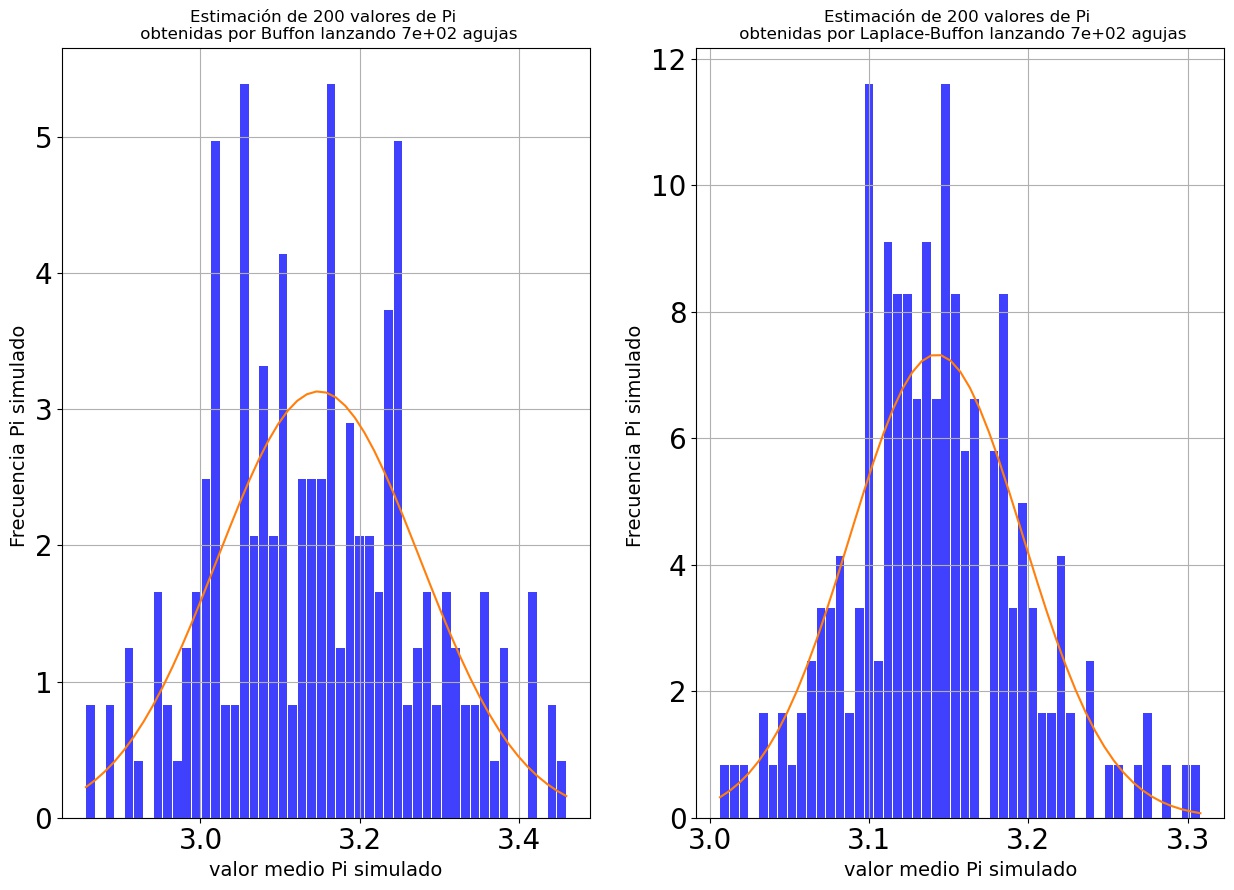 Estimación de 200 valores de Pi
obtenidas por Buffon lanzando 7e+02 agujas
Frecuencia Pi simulado
5
4
3
2
1
0
3.0 3.2 3.4
valor medio Pi simulado
Estimación de 200 valores de Pi
obtenidas por Laplace-Buffon lanzando 7e+02 agujas
Frecuencia Pi simulado
12
10
8
6
4
2
0
3.0 3.1 3.2 3.3
valor medio Pi simulado